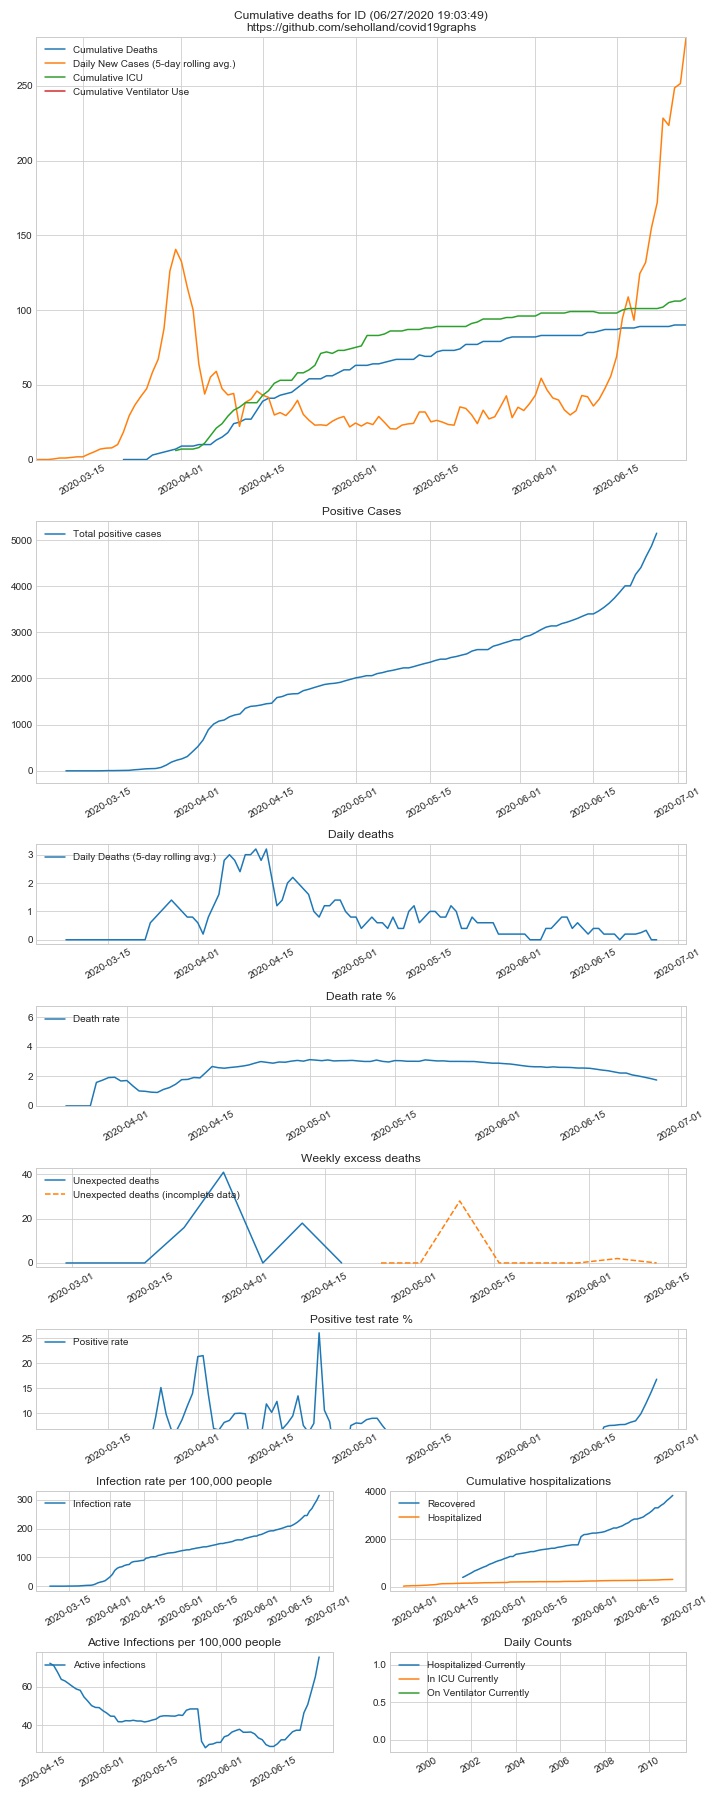 Cumulative deaths for ID (06/27/2020 19:03:49)
https://github.com/seholland/covid19graphs
Cumulative Deaths
Daily New Cases (5-day rolling avg.)
Cumulative ICU
Cumulative Ventilator Use
250
200
150
100
50
0
2020-03-15 2020-04-01 2020-04-15 2020-05-01 2020-05-15 2020-06-01 2020-06-15
Positive Cases
Total positive cases
5000
4000
3000
2000
1000
0
2020-03-15 2020-04-01 2020-04-15 2020-05-01 2020-05-15 2020-06-01 2020-06-15 2020-07-01
Daily deaths
Daily Deaths (5-day rolling avg.)
3
2
1
0
2020-03-15 2020-04-01 2020-04-15 2020-05-01 2020-05-15 2020-06-01 2020-06-15 2020-07-01
Death rate %
Death rate
6
4
2
0
2020-04-01 2020-04-15 2020-05-01 2020-05-15 2020-06-01 2020-06-15 2020-07-01
Weekly excess deaths
Unexpected deaths
Unexpected deaths (incomplete data)
40
20
0
2020-03-01 2020-03-15 2020-04-01 2020-04-15 2020-05-01 2020-05-15 2020-06-01 2020-06-15
Positive test rate %
Positive rate
25
20
15
10
2020-03-15 2020-04-01 2020-04-15 2020-05-01 2020-05-15 2020-06-01 2020-06-15 2020-07-01
Infection rate per 100,000 people
Infection rate
300
200
100
0
2020-03-15 2020-04-01 2020-04-15 2020-05-01 2020-05-15 2020-06-01 2020-06-15 2020-07-01
Cumulative hospitalizations
Recovered
Hospitalized
4000
2000
0
2020-04-01 2020-04-15 2020-05-01 2020-05-15 2020-06-01 2020-06-15 2020-07-01
Active Infections per 100,000 people
Active infections
60
40
2020-04-15 2020-05-01 2020-05-15 2020-06-01 2020-06-15
Daily Counts
Hospitalized Currently
In ICU Currently
On Ventilator Currently
1.0
0.5
0.0
2000 2002 2004 2006 2008 2010